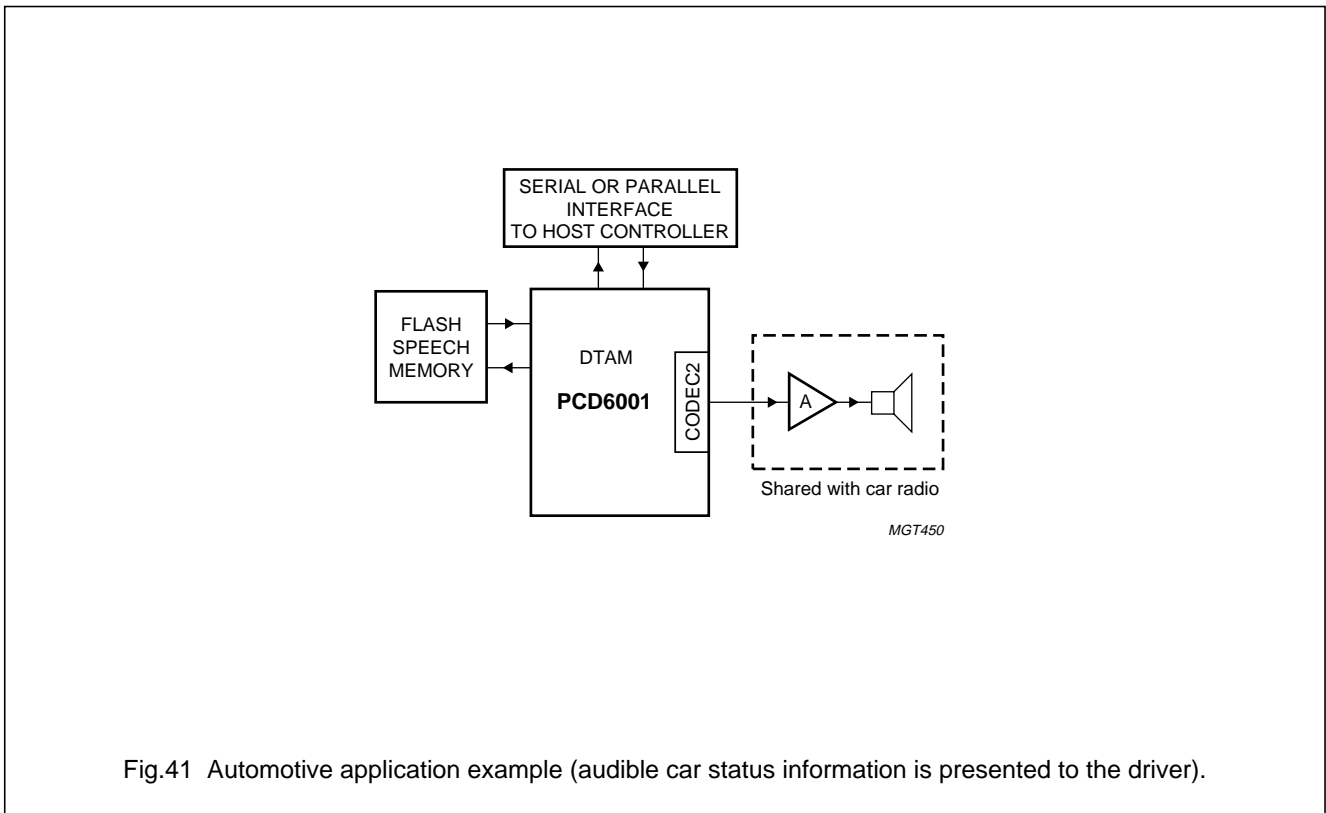 SERIAL OR PARALLEL
INTERFACE
TO HOST CONTROLLER
FLASH
SPEECH
MEMORY
DTAM
PCD6001
CODEC2
A
Shared with car radio
MGT450
Fig.41 Automotive application example (audible car status information is presented to the driver).